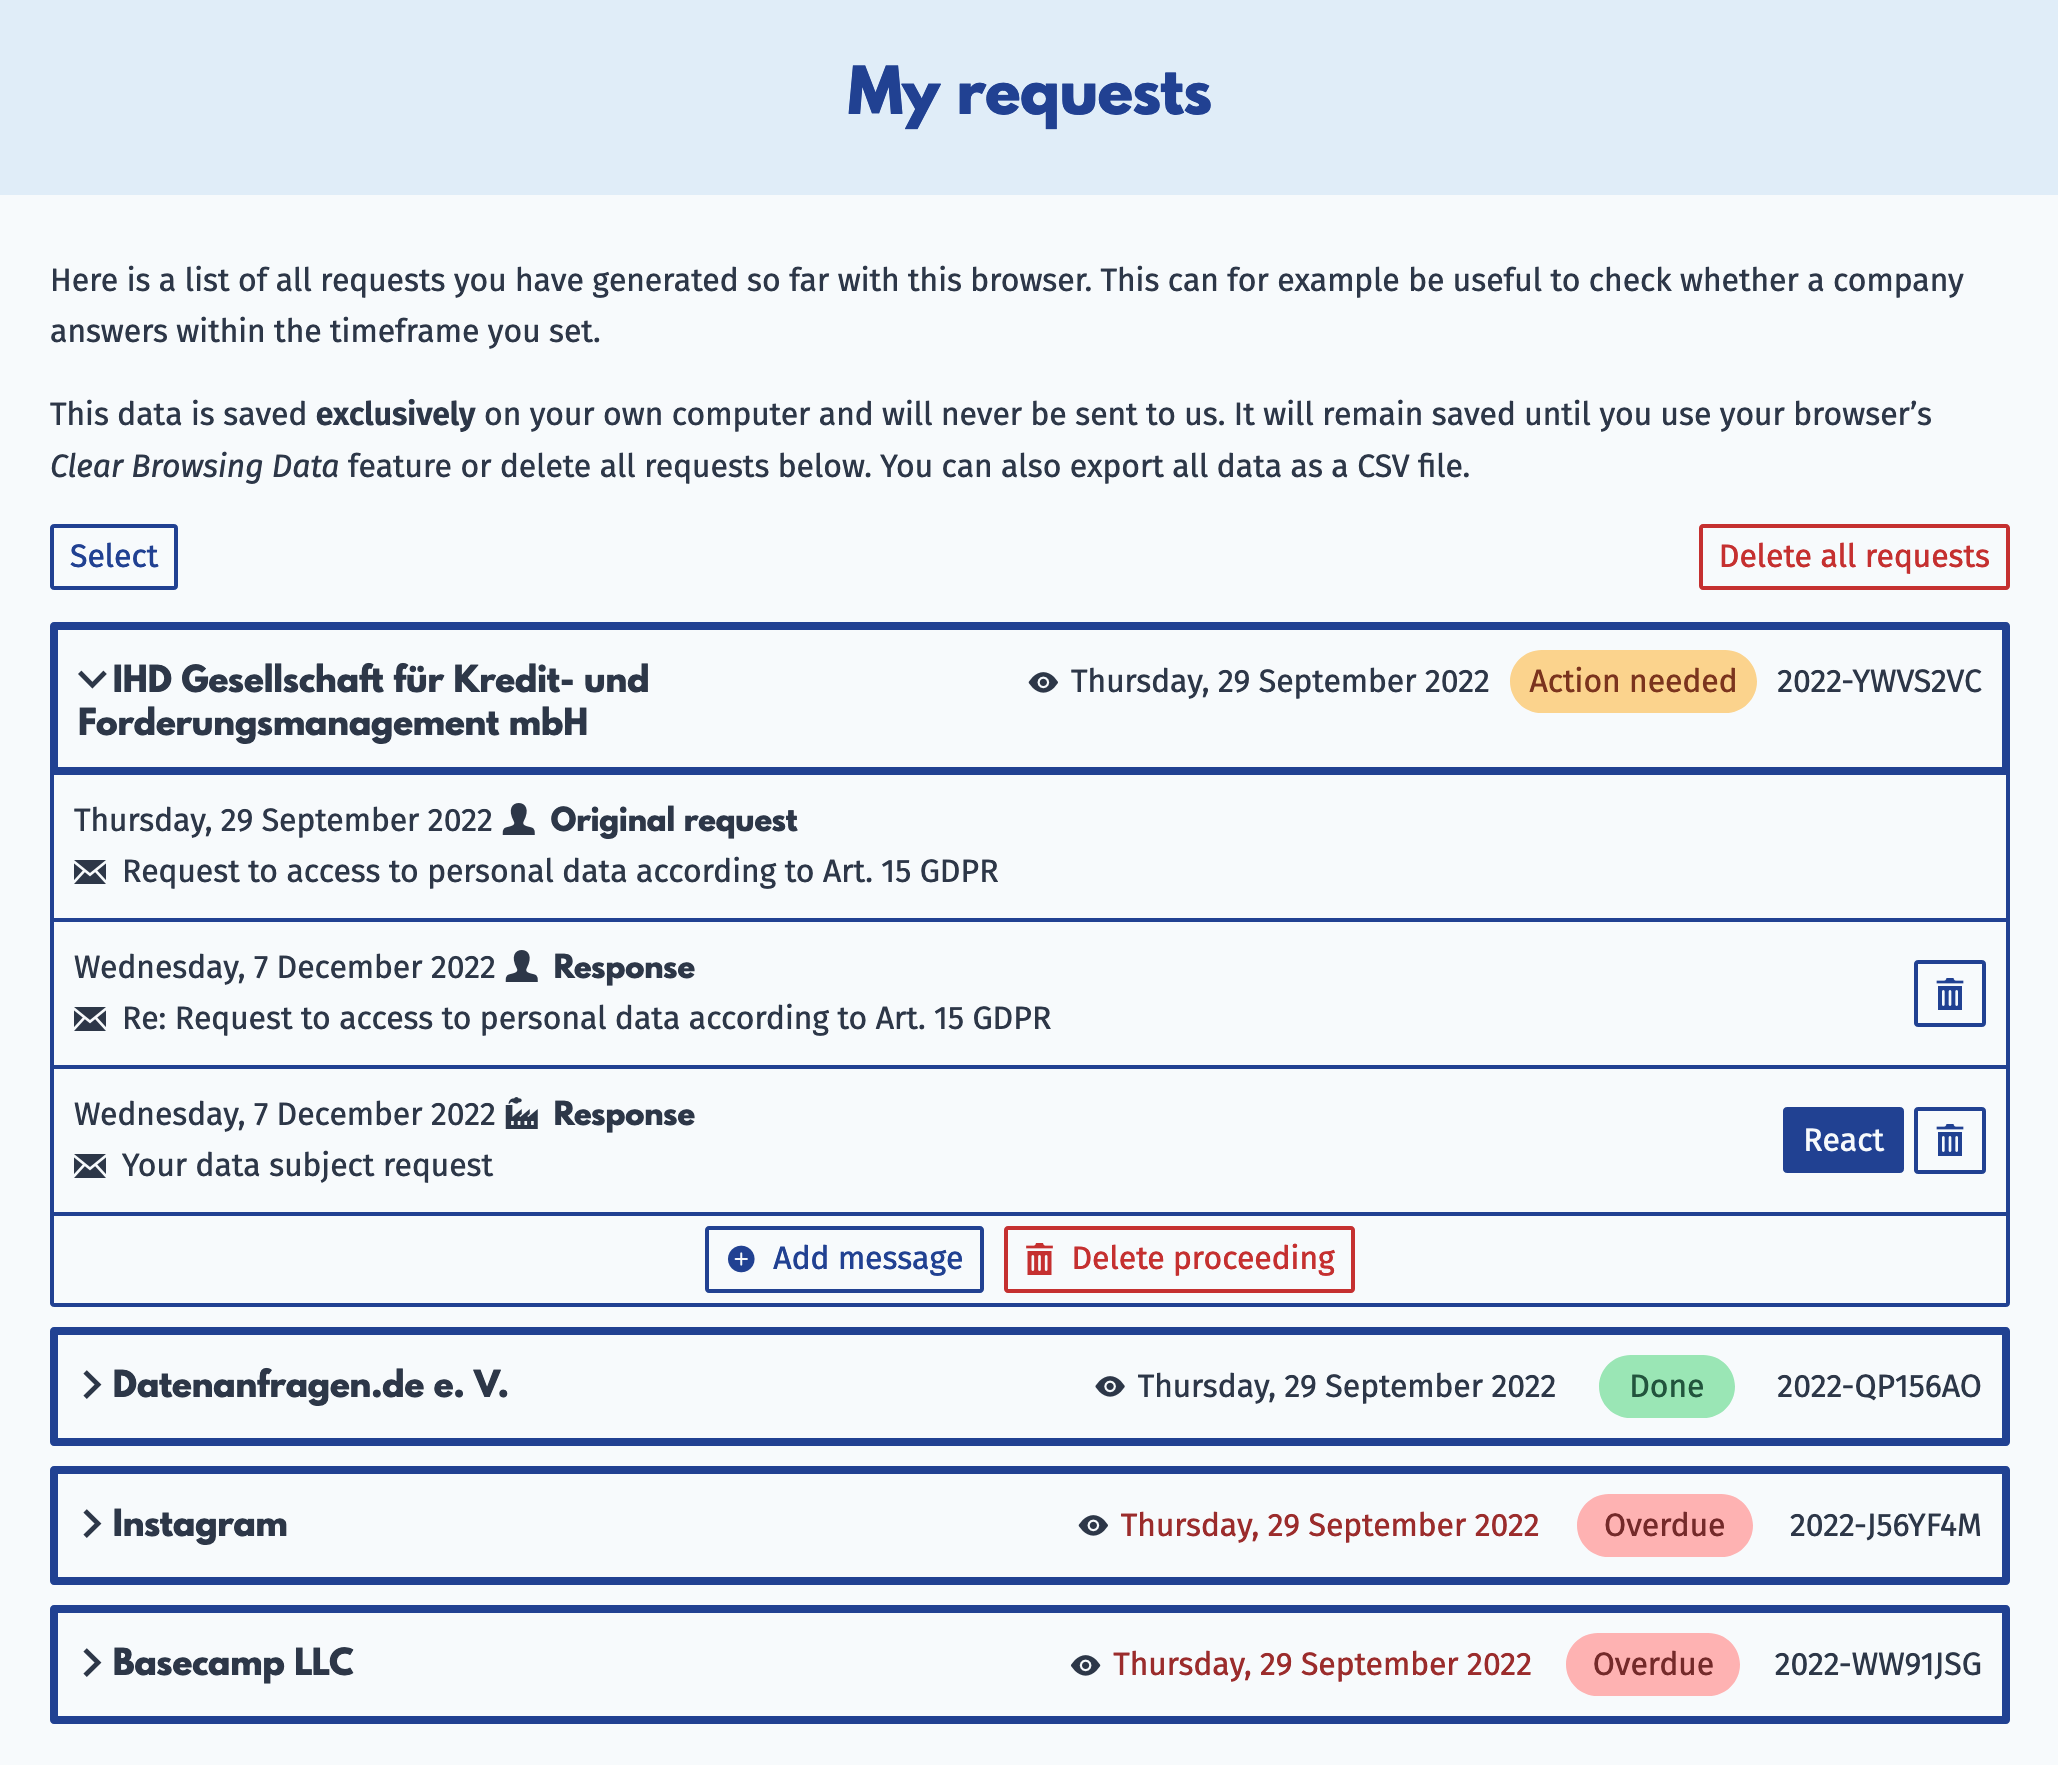 My requests
Here is a list of all requests you have generated so far with this browser. This can for example be useful to check whether a company
answers within the timeframe you set.
This data is saved exclusively on your own computer and will never be sent to us. It will remain saved until you use your browser’s
Clear Browsing Data feature or delete all requests below. You can also export all data as a CSV file.
Select
Delete all requests
IHD Gesellschaft für Kredit- und
Forderungsmanagement mbH
Thursday, 29 September 2022 Action needed 2022-YWVS2VC
Thursday, 29 September 2022 Original request
Request to access to personal data according to Art. 15 GDPR
Wednesday, 7 December 2022 Response
Re: Request to access to personal data according to Art. 15 GDPR
Wednesday, 7 December 2022 Response
Your data subject request
React
Add message
Delete proceeding
Datenanfragen.de e. V. Thursday, 29 September 2022 Done 2022-QP156AO
Instagram Thursday, 29 September 2022 Overdue 2022-J56YF4M
Basecamp LLC Thursday, 29 September 2022 Overdue 2022-WW91JSG